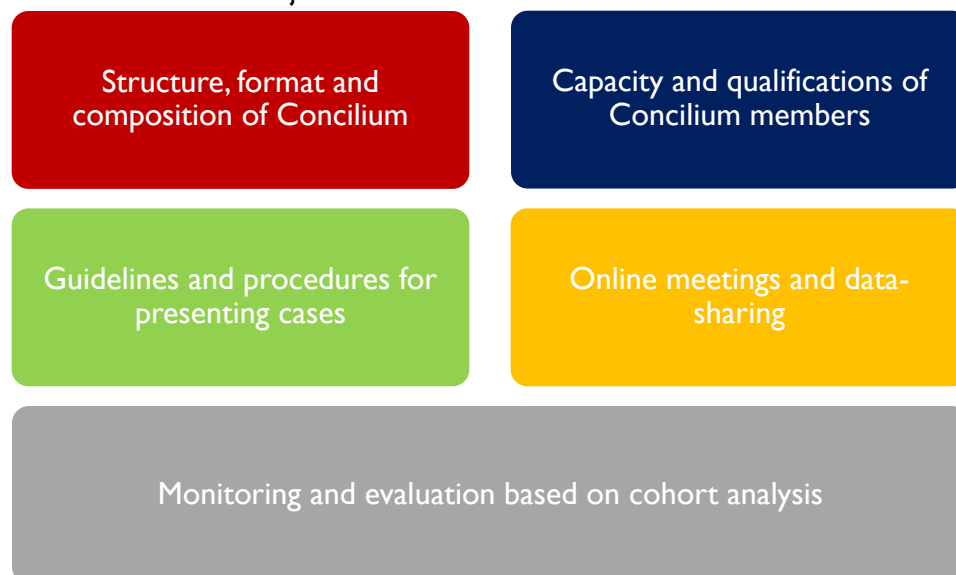 Structure, format and
composition of Concilium
Capacity and qualifications of
Concilium members
Guidelines and procedures for
presenting cases
Online meetings and data-
sharing
Monitoring and evaluation based on cohort analysis